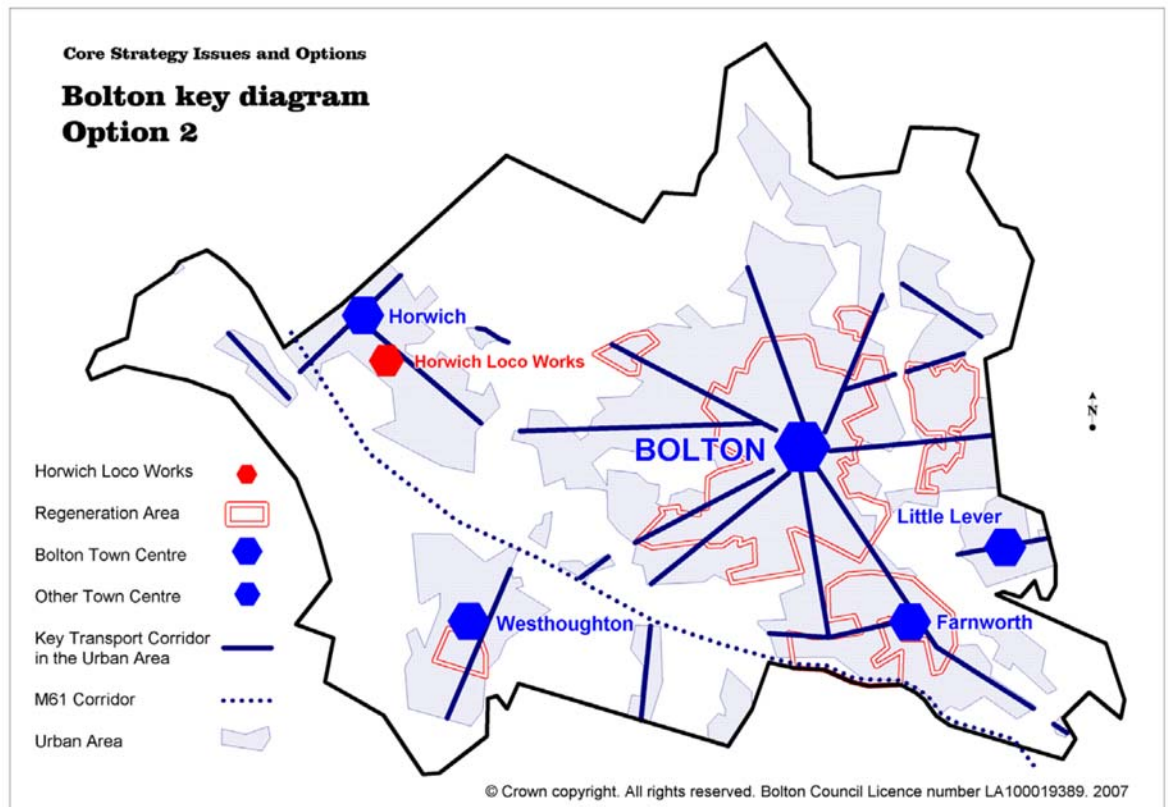 Core Strategy Issues and Options
Bolton key diagram
Option 2
Horwich
Horwich Loco Works
BOLTON
Little Lever
Westhoughton
Farnworth
N
Horwich Loco Works
Regeneration Area
Bolton Town Centre
Other Town Centre
Key Transport Corridor
in the Urban Area
M61 Corridor
Urban Area
© Crown copyright. All rights reserved. Bolton Council Licence number LA100019389. 2007